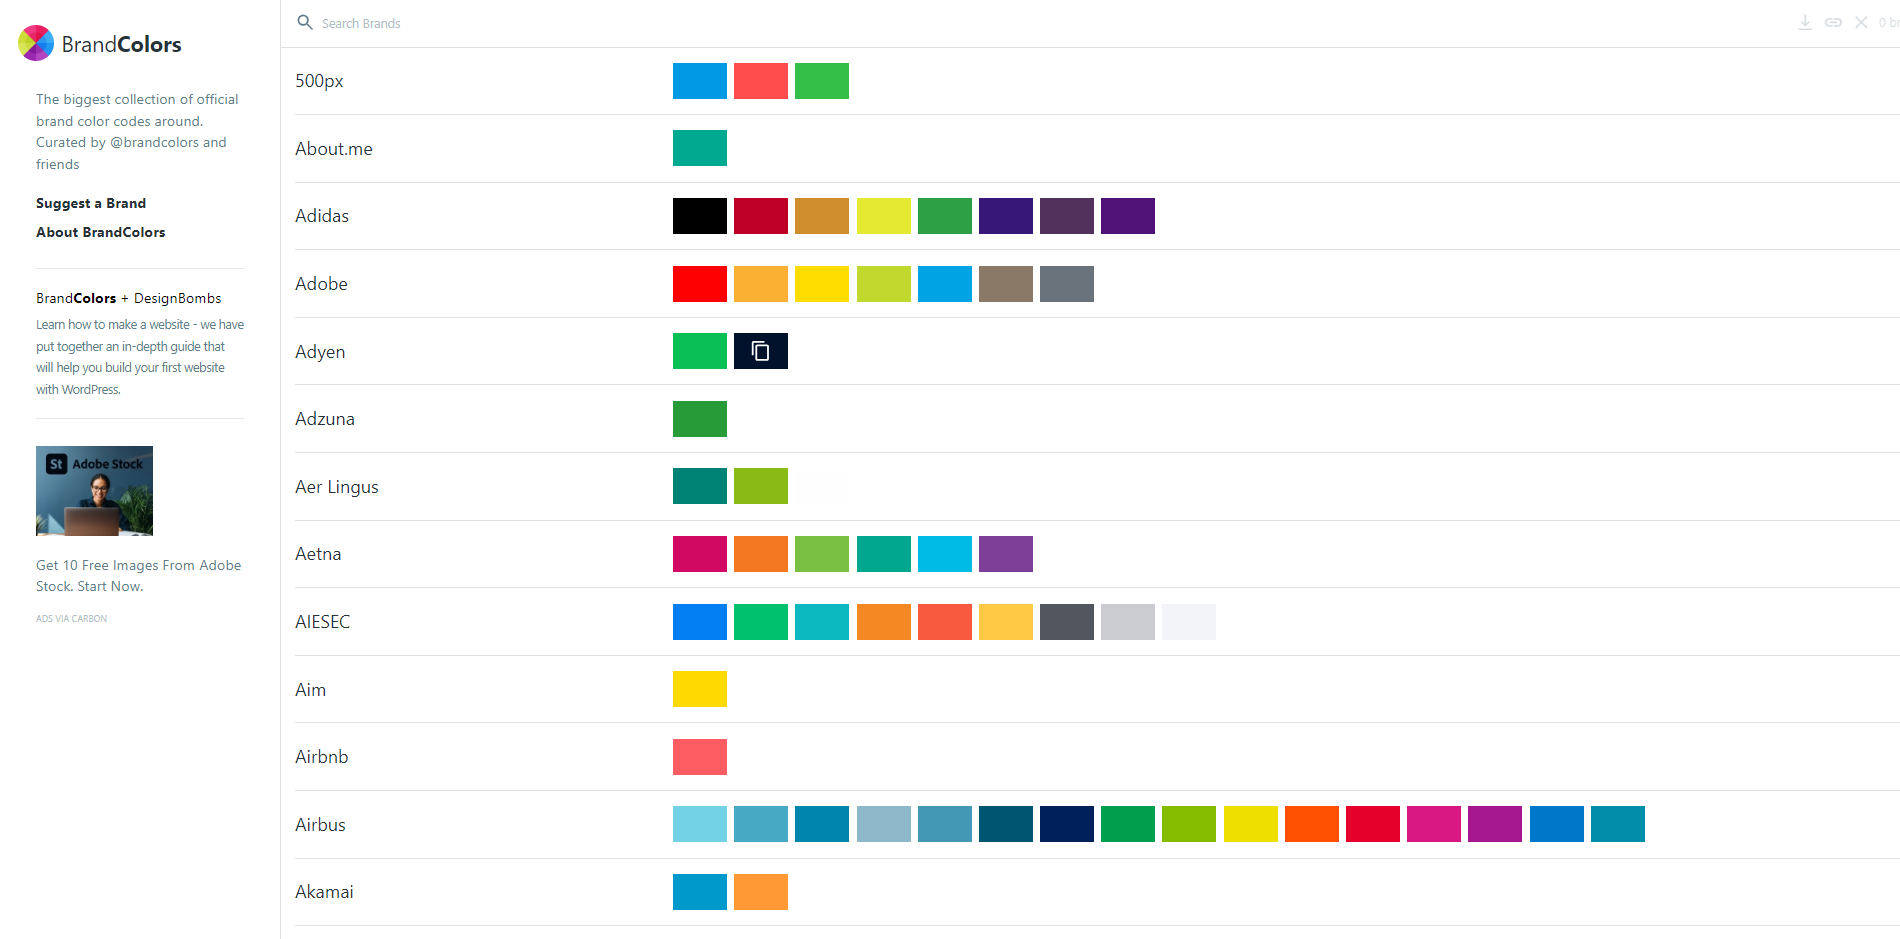 BrandColors
The biggest collection of official
brand color codes around.
Curated by @brandcolors and
friends
Suggest a Brand
About BrandColors
BrandColors + DesignBombs
Learn how to make a website - we have
put together an in-depth guide that
will help you build your first website
with WordPress.
St Adobe Stock
Get 10 Free Images From Adobe
Stock. Start Now.
ADS VIA CARBON
Search Brands
0 br
500px
About.me
Adidas
Adobe
Adyen
Adzuna
Aer Lingus
Aetna
AIESEC
Aim
Airbnb
Airbus
Akamai